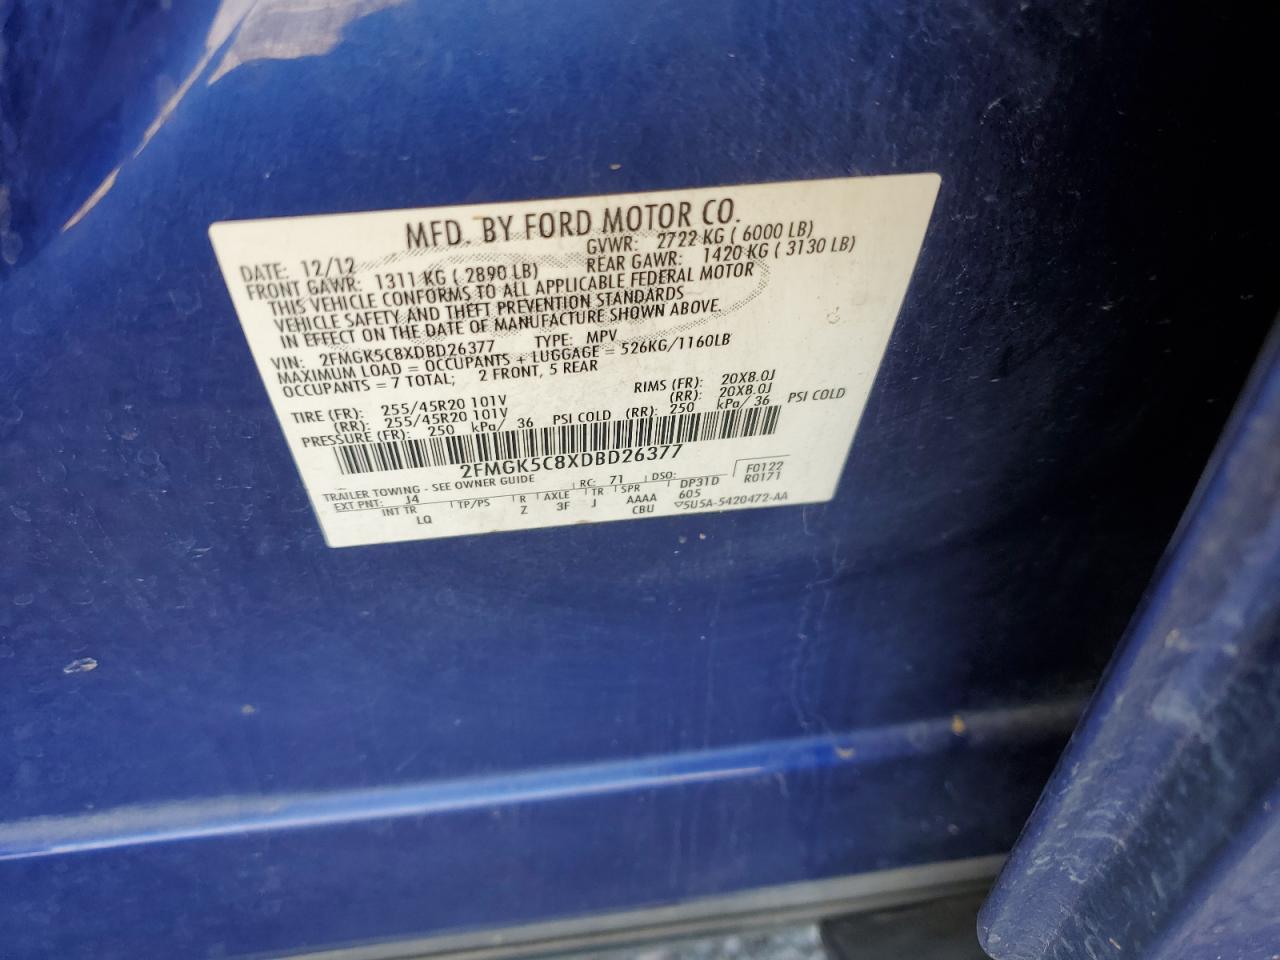 MFD. BY FORD MOTOR CO.
DATE: 12/12 GVWR: 2722 KG ( 6000 LB)
FRONT GAWR: 1311 KG ( 2890 LB) REAR GAWR: 1420 KG ( 3130 LB)
THIS VEHICLE CONFORMS TO ALL APPLICABLE FEDERAL MOTOR
VEHICLE SAFETY AND THEFT PREVENTION STANDARDS
IN EFFECT ON THE DATE OF MANUFACTURE SHOWN ABOVE.
VIN: 2FMGK5C8XDBD26377 TYPE: MPV
MAXIMUM LOAD = OCCUPANTS + LUGGAGE = 526KG/1160LB
OCCUPANTS = 7 TOTAL; 2 FRONT, 5 REAR
TIRE (FR): 255/45R20 101V RIMS (FR): 20X8.0J
(RR): 255/45R20 101V (RR): 20X8.0J
PRESSURE (FR): 250 kPa/ 36 PSI COLD (RR): 250 kPa/ 36 PSI COLD
2FMGK5C8XDBD26377
TRAILER TOWING - SEE OWNER GUIDE F0122
EXT PNT: J4 RC: 71 DSO: R0171
INT TR TP/PS R AXLE TR SPR DP31D
LQ Z 3F J AAAA 605
CBU ▽5U5A-5420472-AA